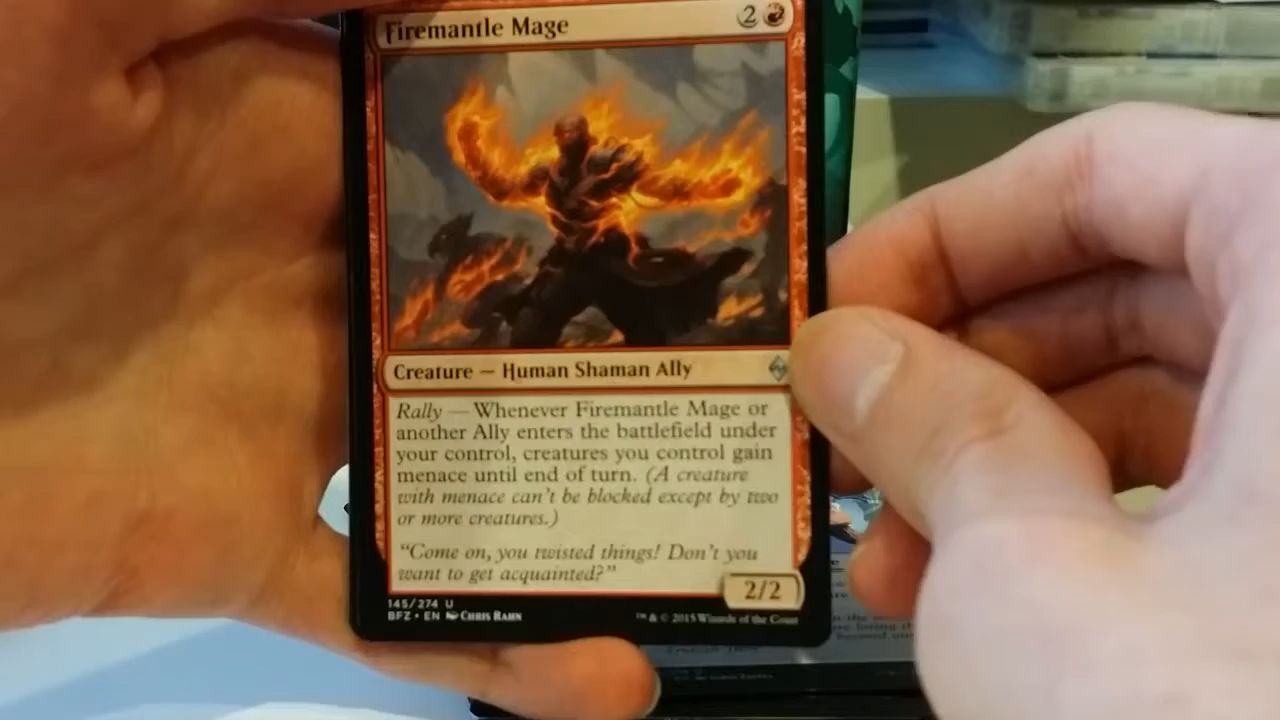 Firemantle Mage 2
Creature — Human Shaman Ally
Rally — Whenever Firemantle Mage or
another Ally enters the battlefield under
your control, creatures you control gain
menace until end of turn. (A creature
with menace can't be blocked except by two
or more creatures.)
"Come on, you twisted things! Don't you
want to get acquainted?"
2/2
145/274 U
BFZ • EN Chris Rahn ™ & © 2015 Wizards of the Coast